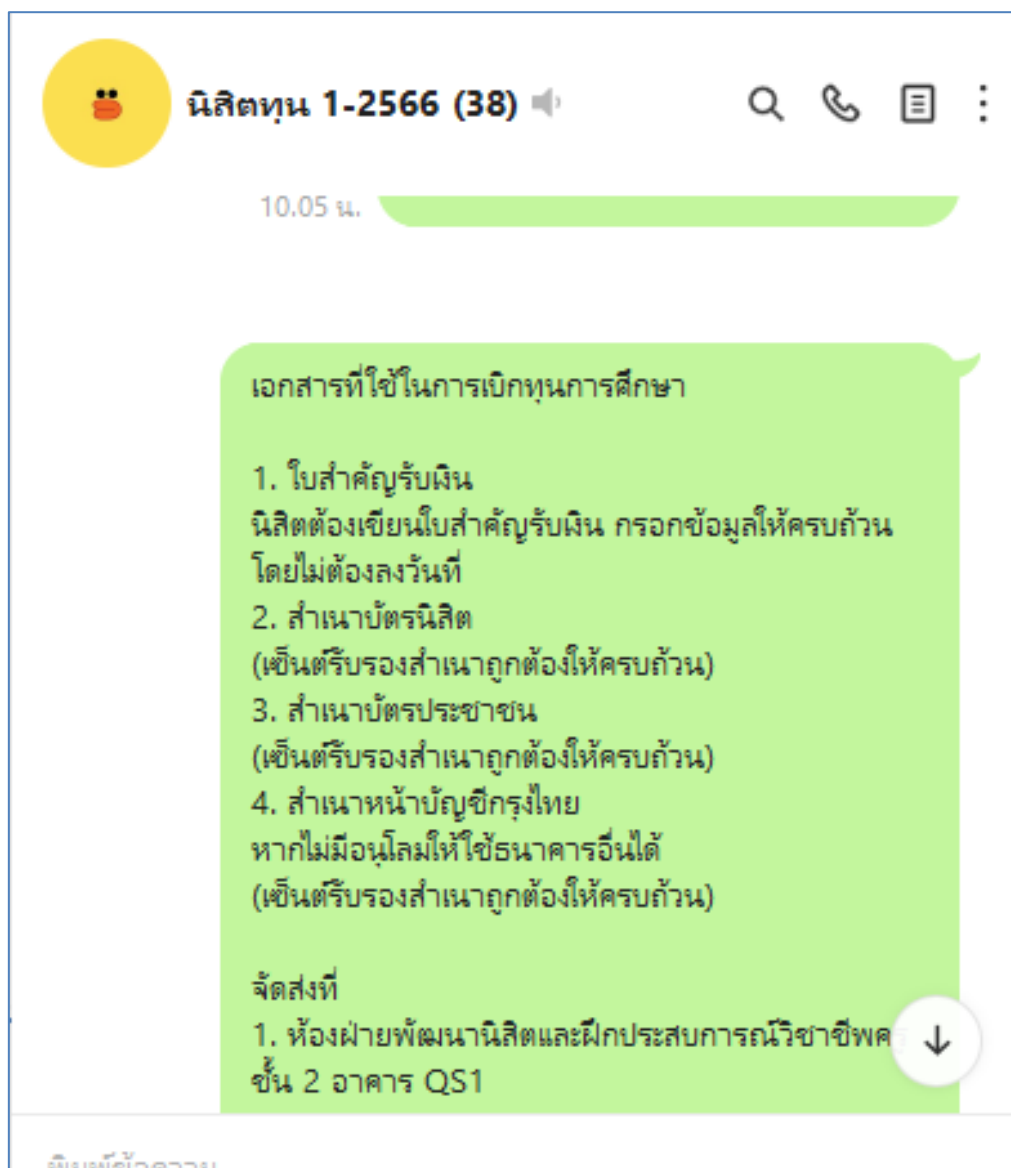 นิสิตทุน 1-2566 (38)
10.05 น.
เอกสารที่ใช้ในการเบิกทุนการศึกษา
1. ใบสำคัญรับเงิน
นิสิตต้องเขียนใบสำคัญรับเงิน กรอกข้อมูลให้ครบถ้วน
โดยไม่ต้องลงวันที่
2. สำเนาบัตรนิสิต
(เซ็นต์รับรองสำเนาถูกต้องให้ครบถ้วน)
3. สำเนาบัตรประชาชน
(เซ็นต์รับรองสำเนาถูกต้องให้ครบถ้วน)
4. สำเนาหน้าบัญชีกรุงไทย
หากไม่มีอนุโลมให้ใช้ธนาคารอื่นได้
(เซ็นต์รับรองสำเนาถูกต้องให้ครบถ้วน)
จัดส่งที่
1. ห้องฝ่ายพัฒนานิสิตและฝึกประสบการณ์วิชาชีพครู
ชั้น 2 อาคาร QS1